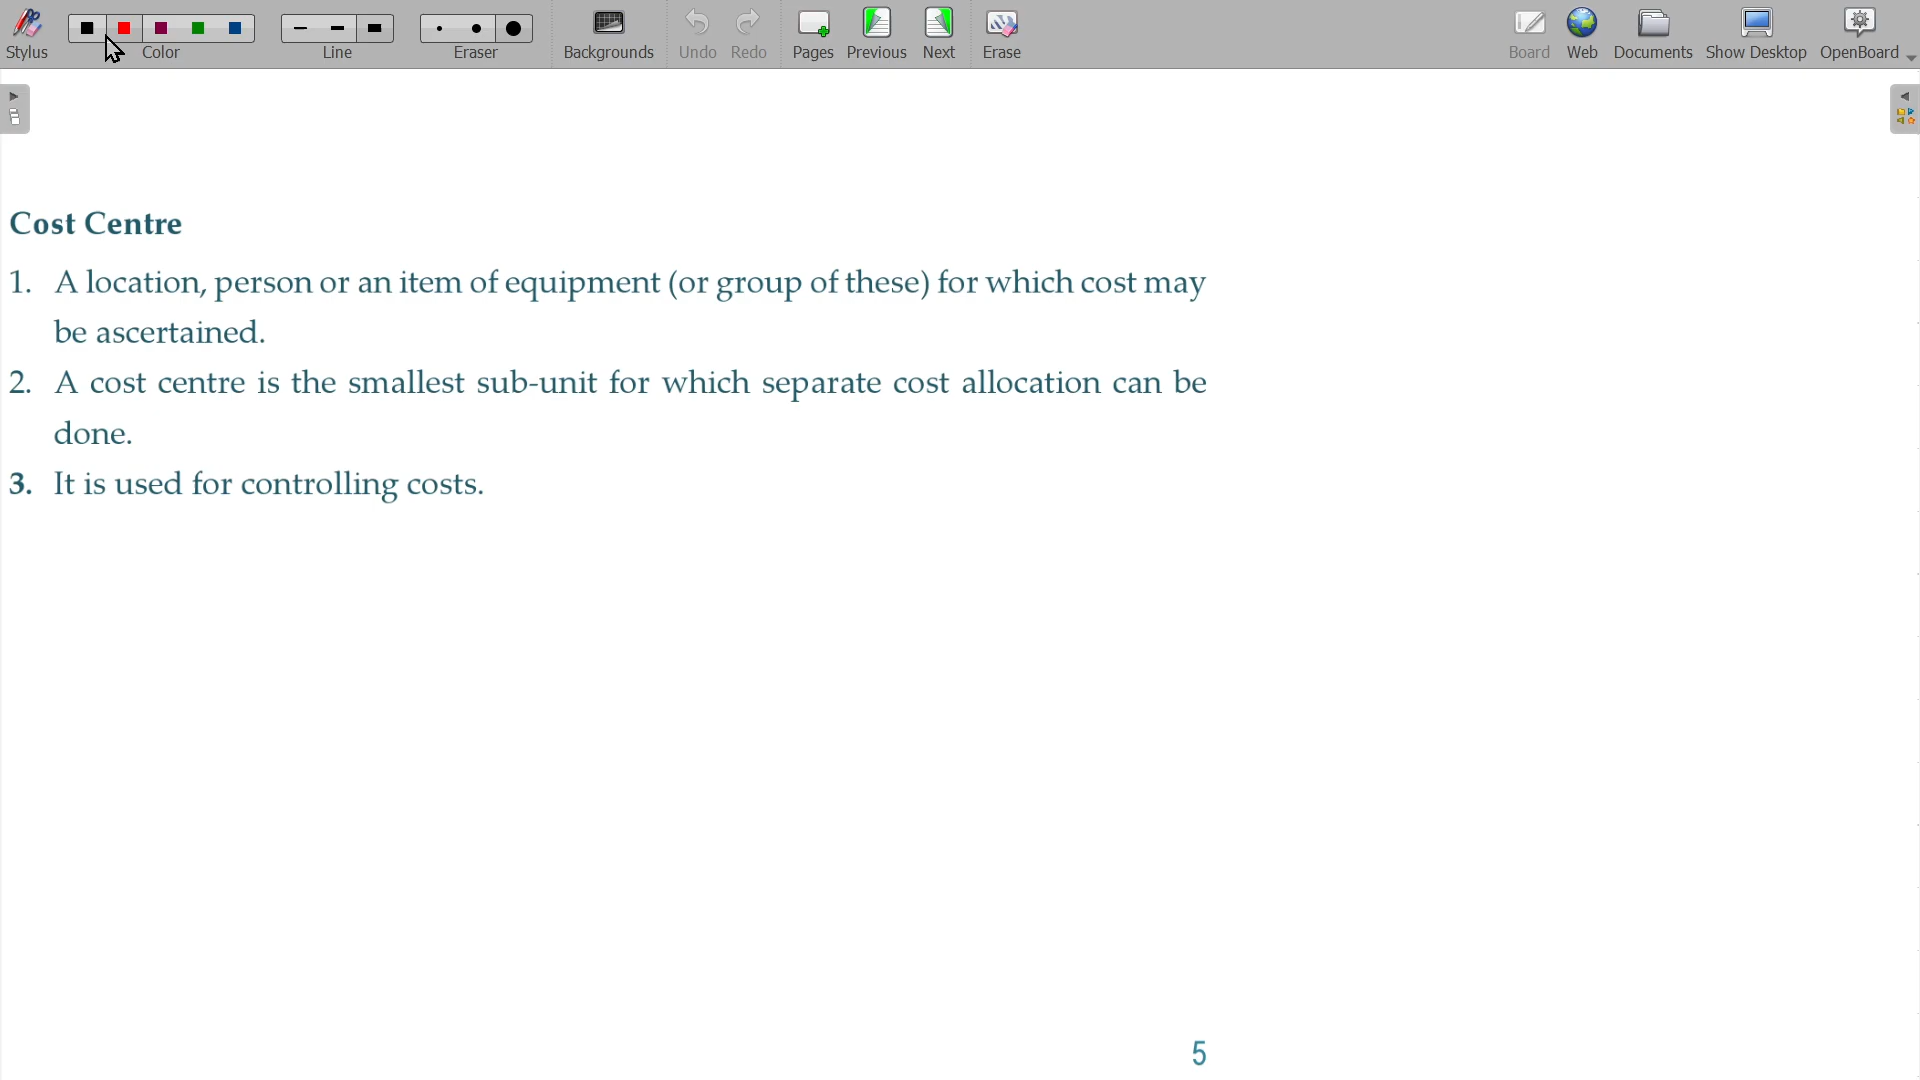 Stylus Color Line Eraser Backgrounds Undo Redo Pages Previous Next Erase Board Web Documents Show Desktop OpenBoard
Cost Centre
1. A location, person or an item of equipment (or group of these) for which cost may
be ascertained.
2. A cost centre is the smallest sub-unit for which separate cost allocation can be
done.
3. It is used for controlling costs.
5